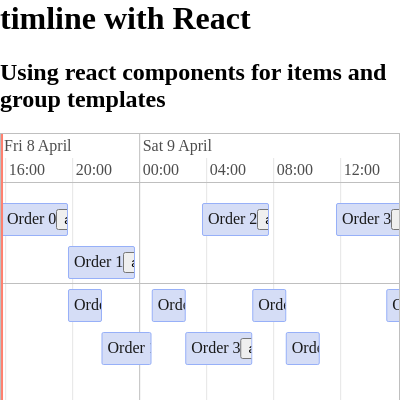 timline with React
Using react components for items and
group templates
Fri 8 April Sat 9 April
16:00 20:00 00:00 04:00 08:00 12:00
Order 0 Order 2 Order 3
Order 1
Order
Order 3